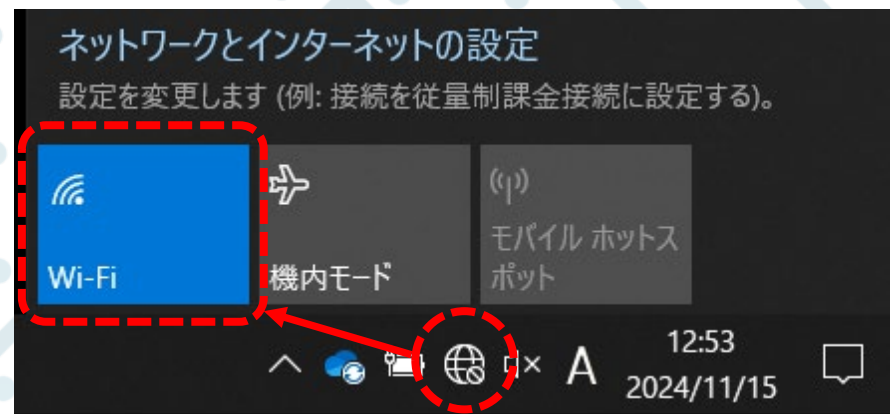 ネットワークとインターネットの設定
設定を変更します (例: 接続を従量制課金接続に設定する)。
Wi-Fi
機内モード
モバイル ホットス
ポット
A
12:53
2024/11/15